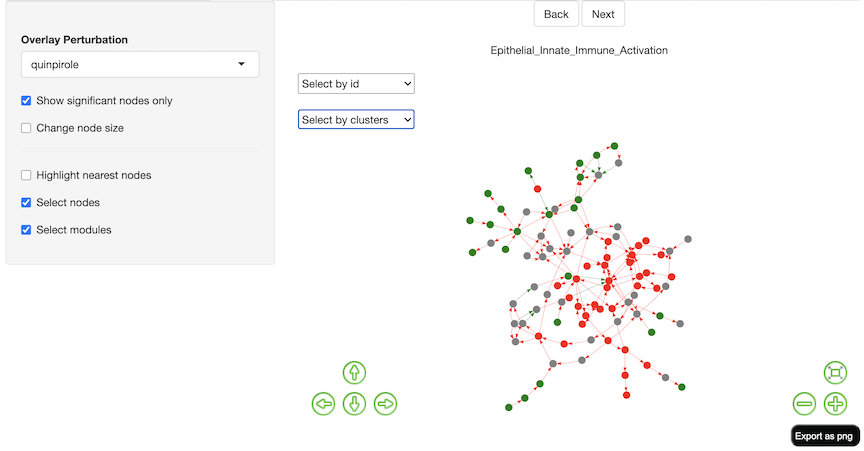 Overlay Perturbation
quinpirole
Show significant nodes only
Change node size
Highlight nearest nodes
Select nodes
Select modules
Back
Next
Epithelial_Innate_Immune_Activation
Select by id
Select by clusters
Export as png